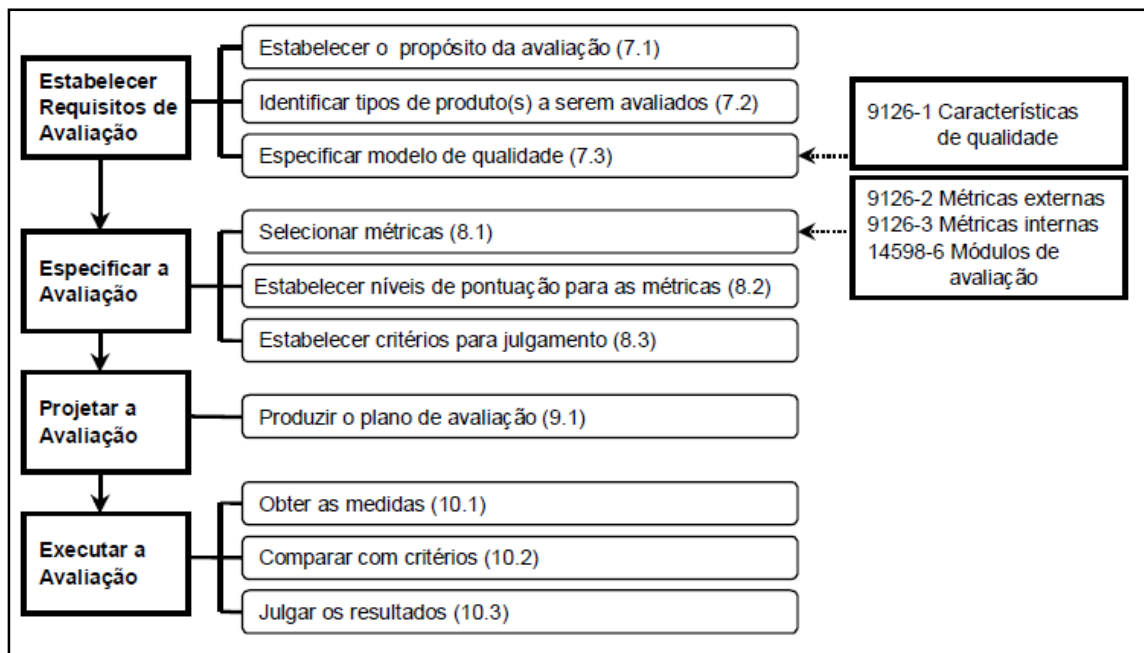 Estabelecer
Requisitos de
Avaliação
Estabelecer o propósito da avaliação (7.1)
Identificar tipos de produto(s) a serem avaliados (7.2)
Especificar modelo de qualidade (7.3)
9126-1 Características
de qualidade
Especificar a
Avaliação
Selecionar métricas (8.1)
Estabelecer níveis de pontuação para as métricas (8.2)
Estabelecer critérios para julgamento (8.3)
9126-2 Métricas externas
9126-3 Métricas internas
14598-6 Módulos de
avaliação
Projetar a
Avaliação
Produzir o plano de avaliação (9.1)
Executar a
Avaliação
Obter as medidas (10.1)
Comparar com critérios (10.2)
Julgar os resultados (10.3)